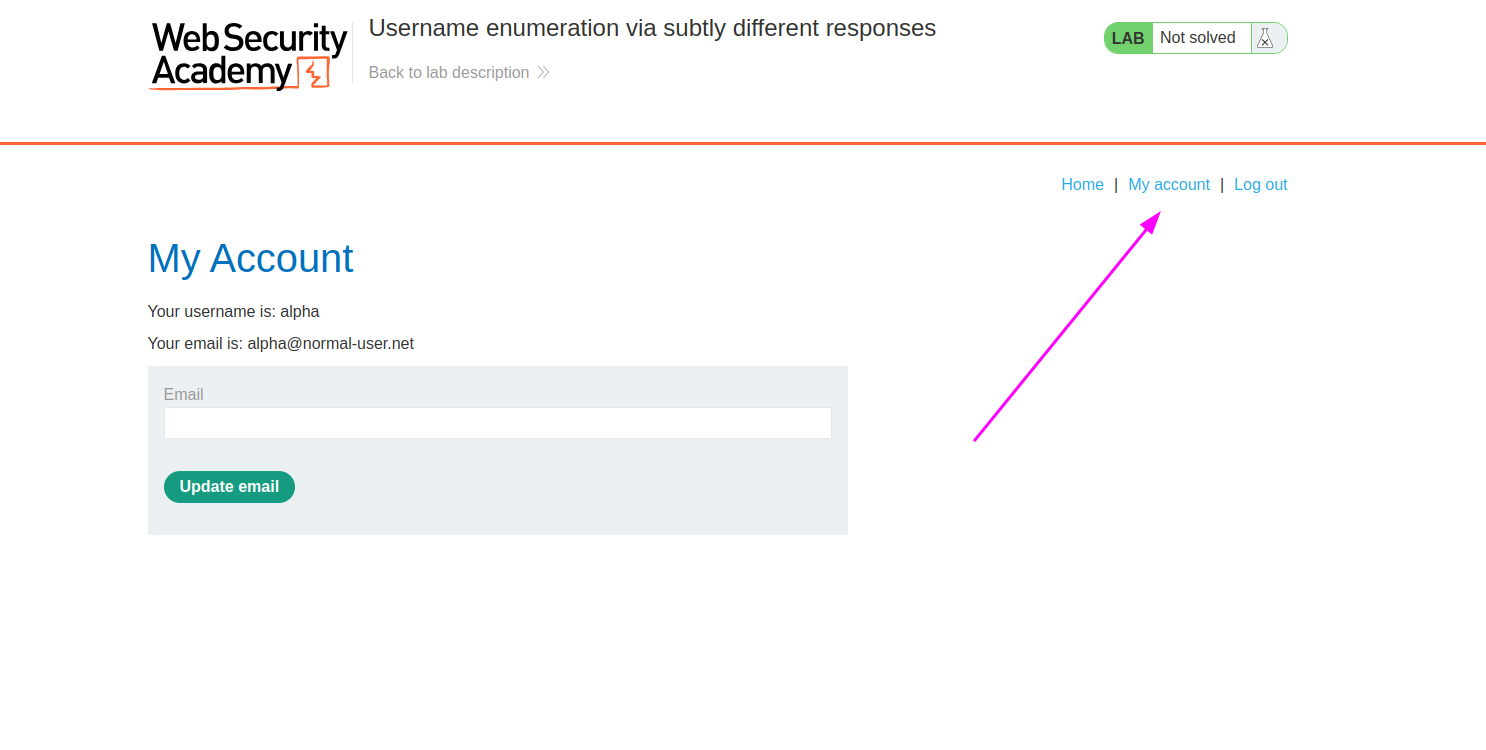 Web Security
Academy
Username enumeration via subtly different responses
Back to lab description
LAB Not solved
Home | My account | Log out
My Account
Your username is: alpha
Your email is: alpha@normal-user.net
Email
Update email